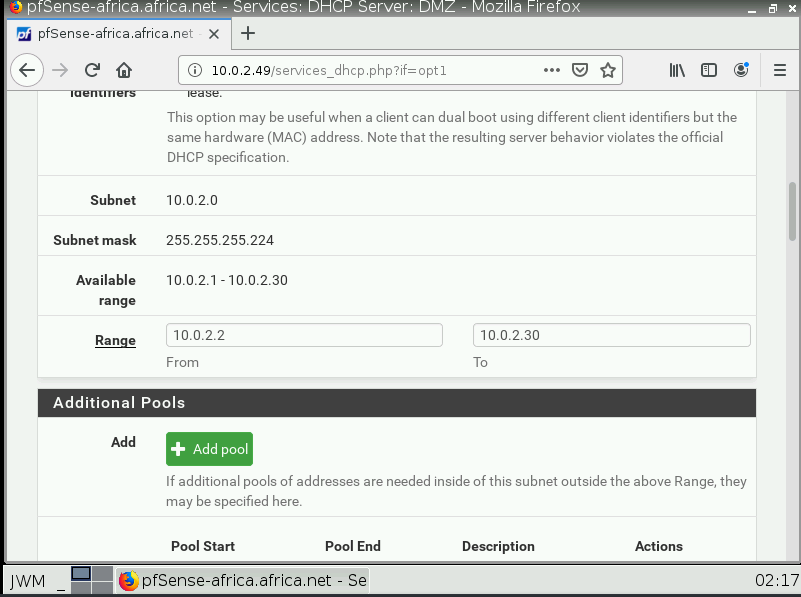 pfSense-africa.africa.net - Services: DHCP Server: DMZ - Mozilla Firefox
pfSense-africa.africa.net -
10.0.2.49/services_dhcp.php?if=opt1
Identifiers lease.
This option may be useful when a client can dual boot using different client identifiers but the
same hardware (MAC) address. Note that the resulting server behavior violates the official
DHCP specification.
Subnet 10.0.2.0
Subnet mask 255.255.255.224
Available 10.0.2.1 - 10.0.2.30
range
Range 10.0.2.2 10.0.2.30
From To
Additional Pools
Add Add pool
If additional pools of addresses are needed inside of this subnet outside the above Range, they
may be specified here.
Pool Start Pool End Description Actions
JWM _ pfSense-africa.africa.net - Se 02:17